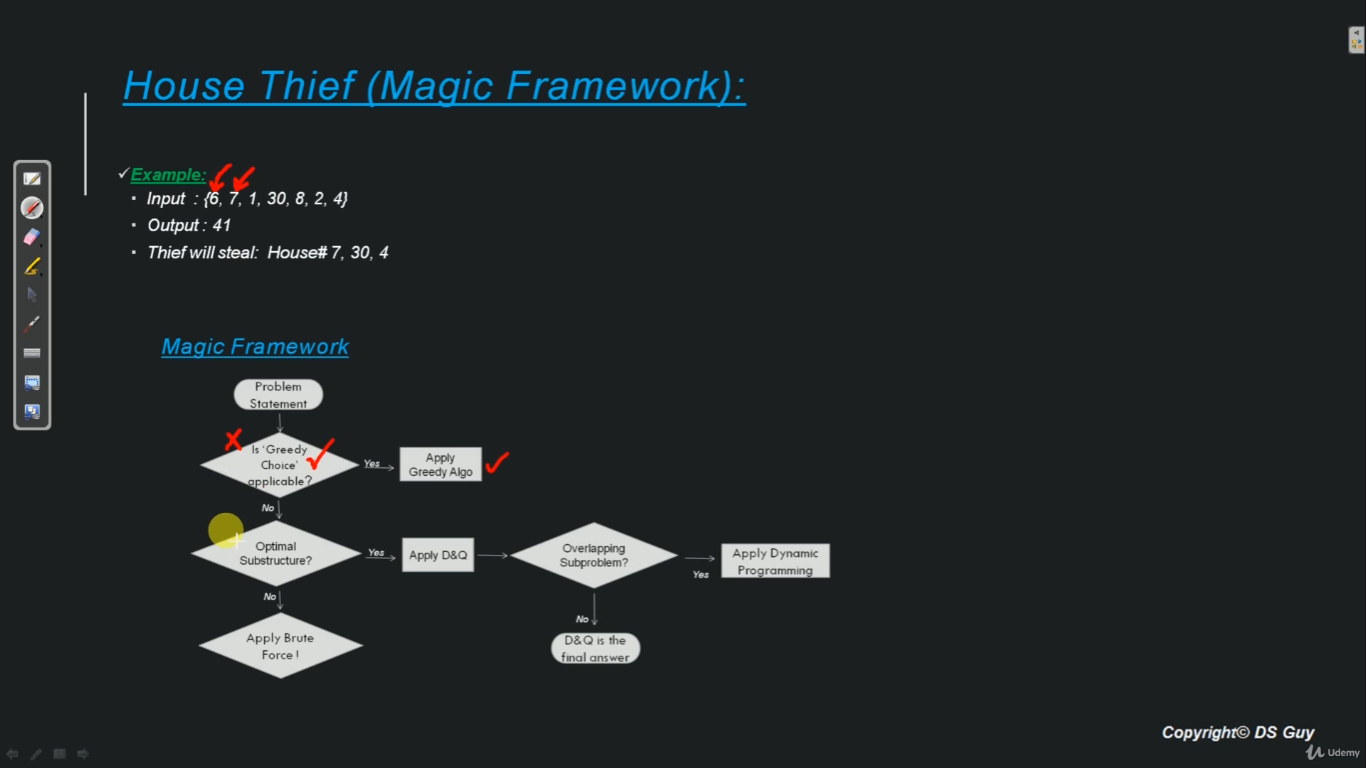 House Thief (Magic Framework):
Example:
Input : {6, 7, 1, 30, 8, 2, 4}
Output : 41
Thief will steal: House# 7, 30, 4
Magic Framework
Problem
Statement
Is ‘Greedy
Choice’
applicable?
Yes
Apply
Greedy Algo
No
Optimal
Substructure?
Yes
Apply D&Q
Overlapping
Subproblem?
Yes
Apply Dynamic
Programming
No
Apply Brute
Force !
No
D&Q is the
final answer
Copyright© DS Guy
Udemy